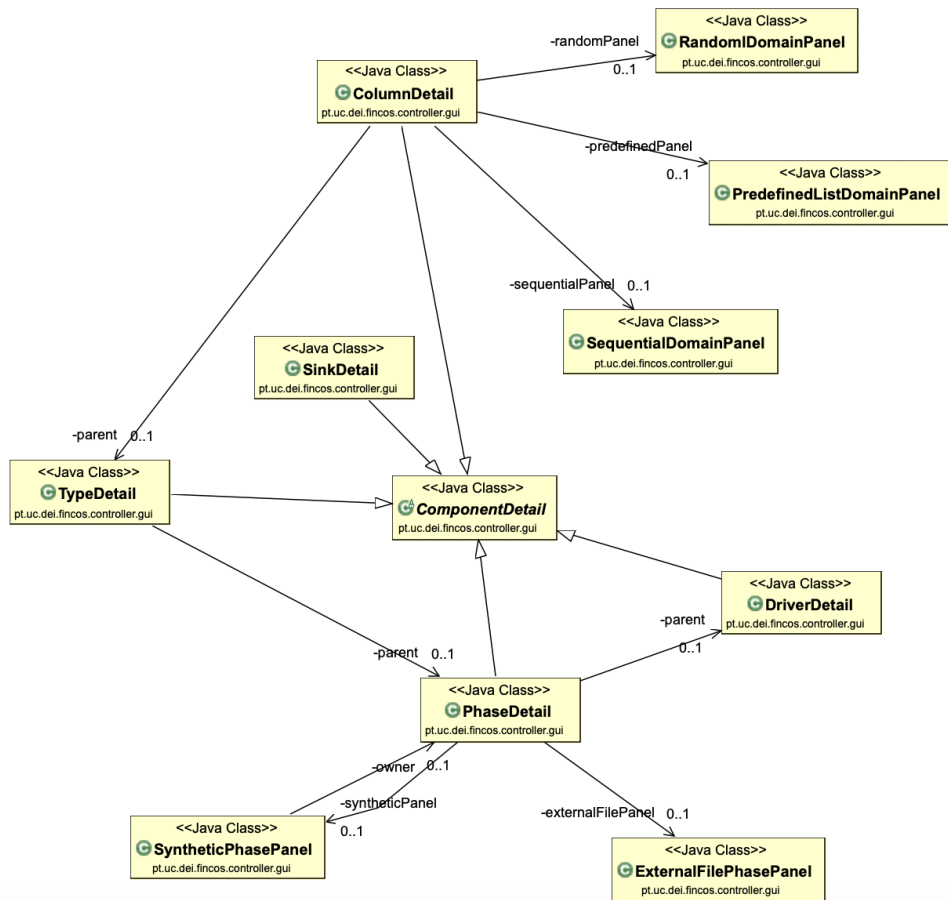 <<Java Class>>
RandomIDomainPanel
pt.uc.dei.fincos.controller.gui
-randomPanel
0..1
<<Java Class>>
ColumnDetail
pt.uc.dei.fincos.controller.gui
-predefinedPanel
0..1
<<Java Class>>
PredefinedListDomainPanel
pt.uc.dei.fincos.controller.gui
-sequentialPanel
0..1
<<Java Class>>
SequentialDomainPanel
pt.uc.dei.fincos.controller.gui
<<Java Class>>
SinkDetail
pt.uc.dei.fincos.controller.gui
-parent
0..1
<<Java Class>>
TypeDetail
pt.uc.dei.fincos.controller.gui
<<Java Class>>
ComponentDetail
pt.uc.dei.fincos.controller.gui
<<Java Class>>
DriverDetail
pt.uc.dei.fincos.controller.gui
-parent
0..1
-parent
0..1
<<Java Class>>
PhaseDetail
pt.uc.dei.fincos.controller.gui
-owner
0..1
-syntheticPanel
0..1
-externalFilePanel
0..1
<<Java Class>>
SyntheticPhasePanel
pt.uc.dei.fincos.controller.gui
<<Java Class>>
ExternalFilePhasePanel
pt.uc.dei.fincos.controller.gui